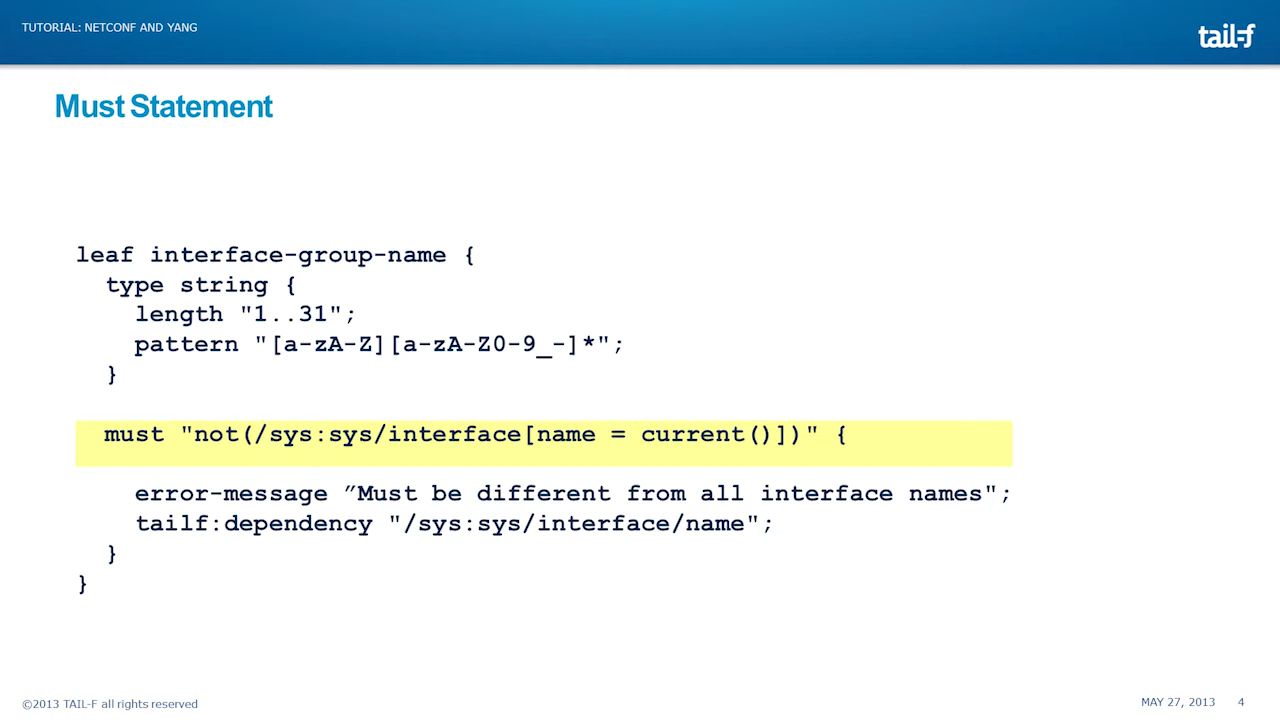 TUTORIAL: NETCONF AND YANG
tail-f
Must Statement
leaf interface-group-name {
type string {
length "1..31";
pattern "[a-zA-Z][a-zA-Z0-9_-]*";
}
must "not(/sys:sys/interface[name = current()])" {
error-message ”Must be different from all interface names";
tailf:dependency "/sys:sys/interface/name";
}
}
©2013 TAIL-F all rights reserved
MAY 27, 2013 4